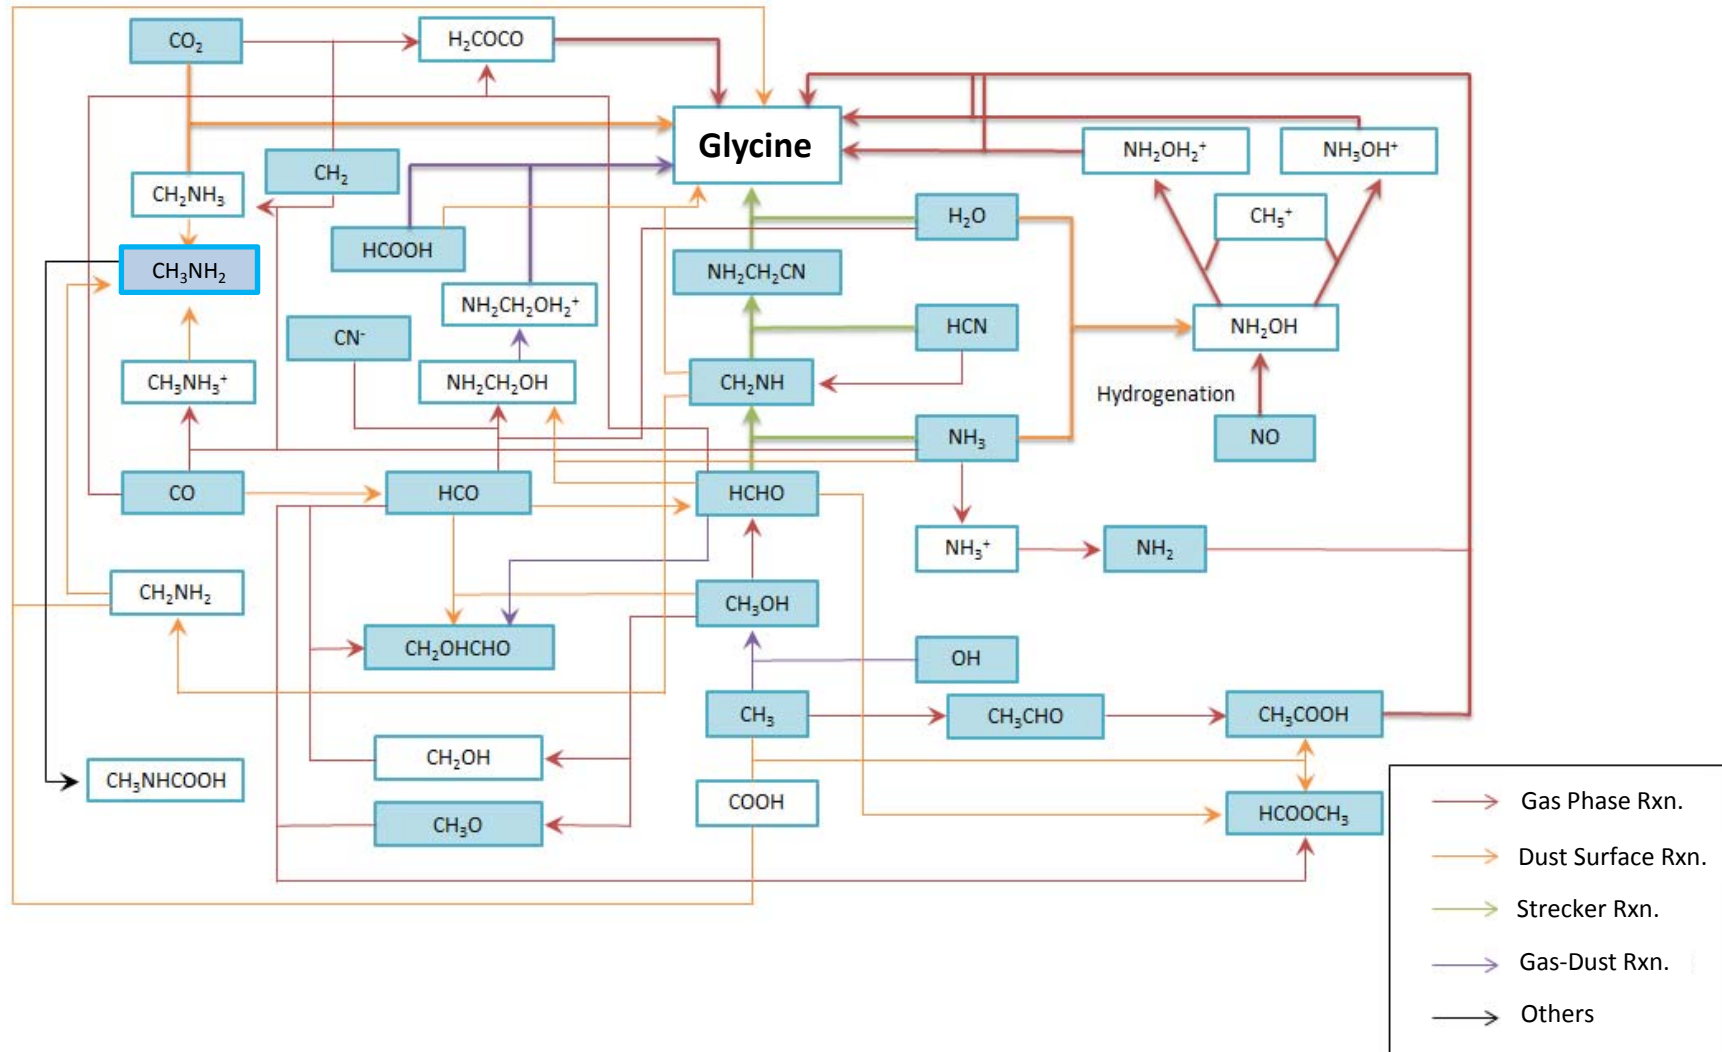 CO₂
H₂COCO
Glycine
NH₂OH₂⁺
NH₃OH⁺
CH₂
CH₂NH₃
H₂O
CH₅⁺
HCOOH
CH₃NH₂
NH₂CH₂CN
NH₂CH₂OH₂⁺
HCN
NH₂OH
CN⁻
CH₃NH₃⁺
NH₂CH₂OH
CH₂NH
Hydrogenation
NH₃
NO
CO
HCO
HCHO
NH₃⁺
NH₂
CH₂NH₂
CH₃OH
CH₂OHCHO
OH
CH₃
CH₃CHO
CH₃COOH
CH₂OH
CH₃NHCOOH
COOH
CH₃O
HCOOCH₃
Gas Phase Rxn.
Dust Surface Rxn.
Strecker Rxn.
Gas-Dust Rxn.
Others